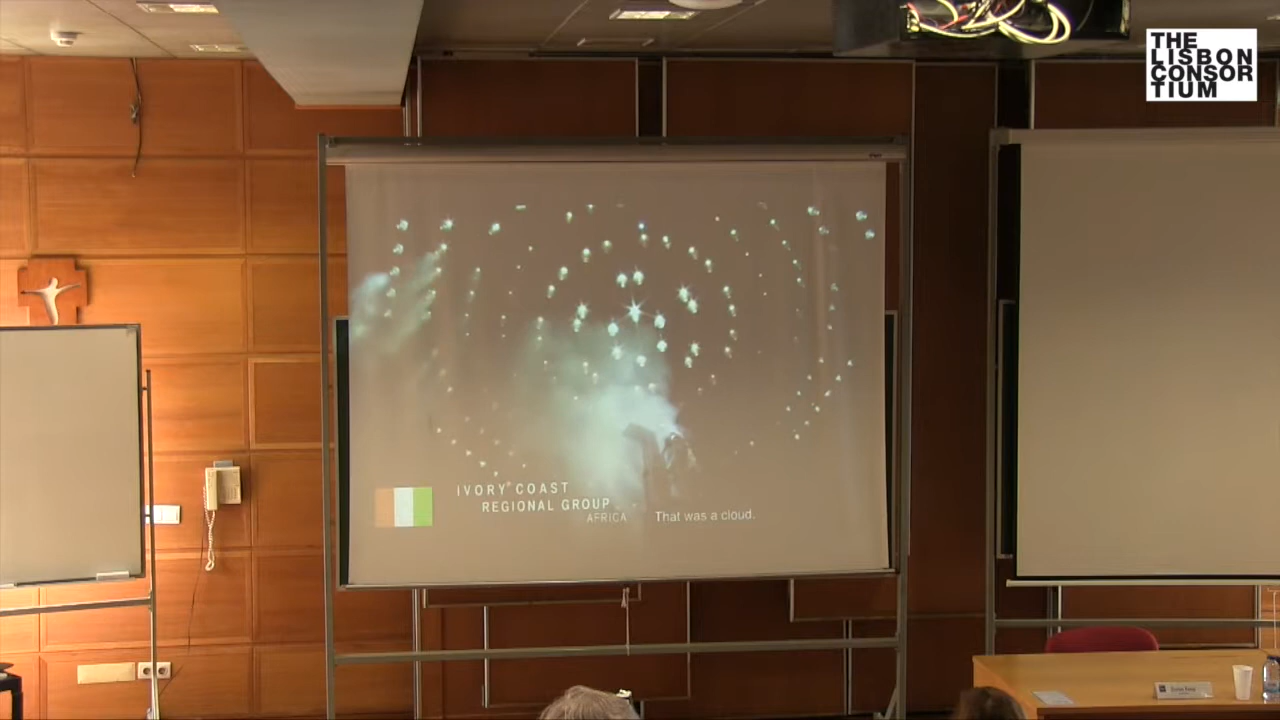 THE
LISBON
CONSOR
TIUM
IVORY COAST
REGIONAL GROUP
AFRICA
That was a cloud.